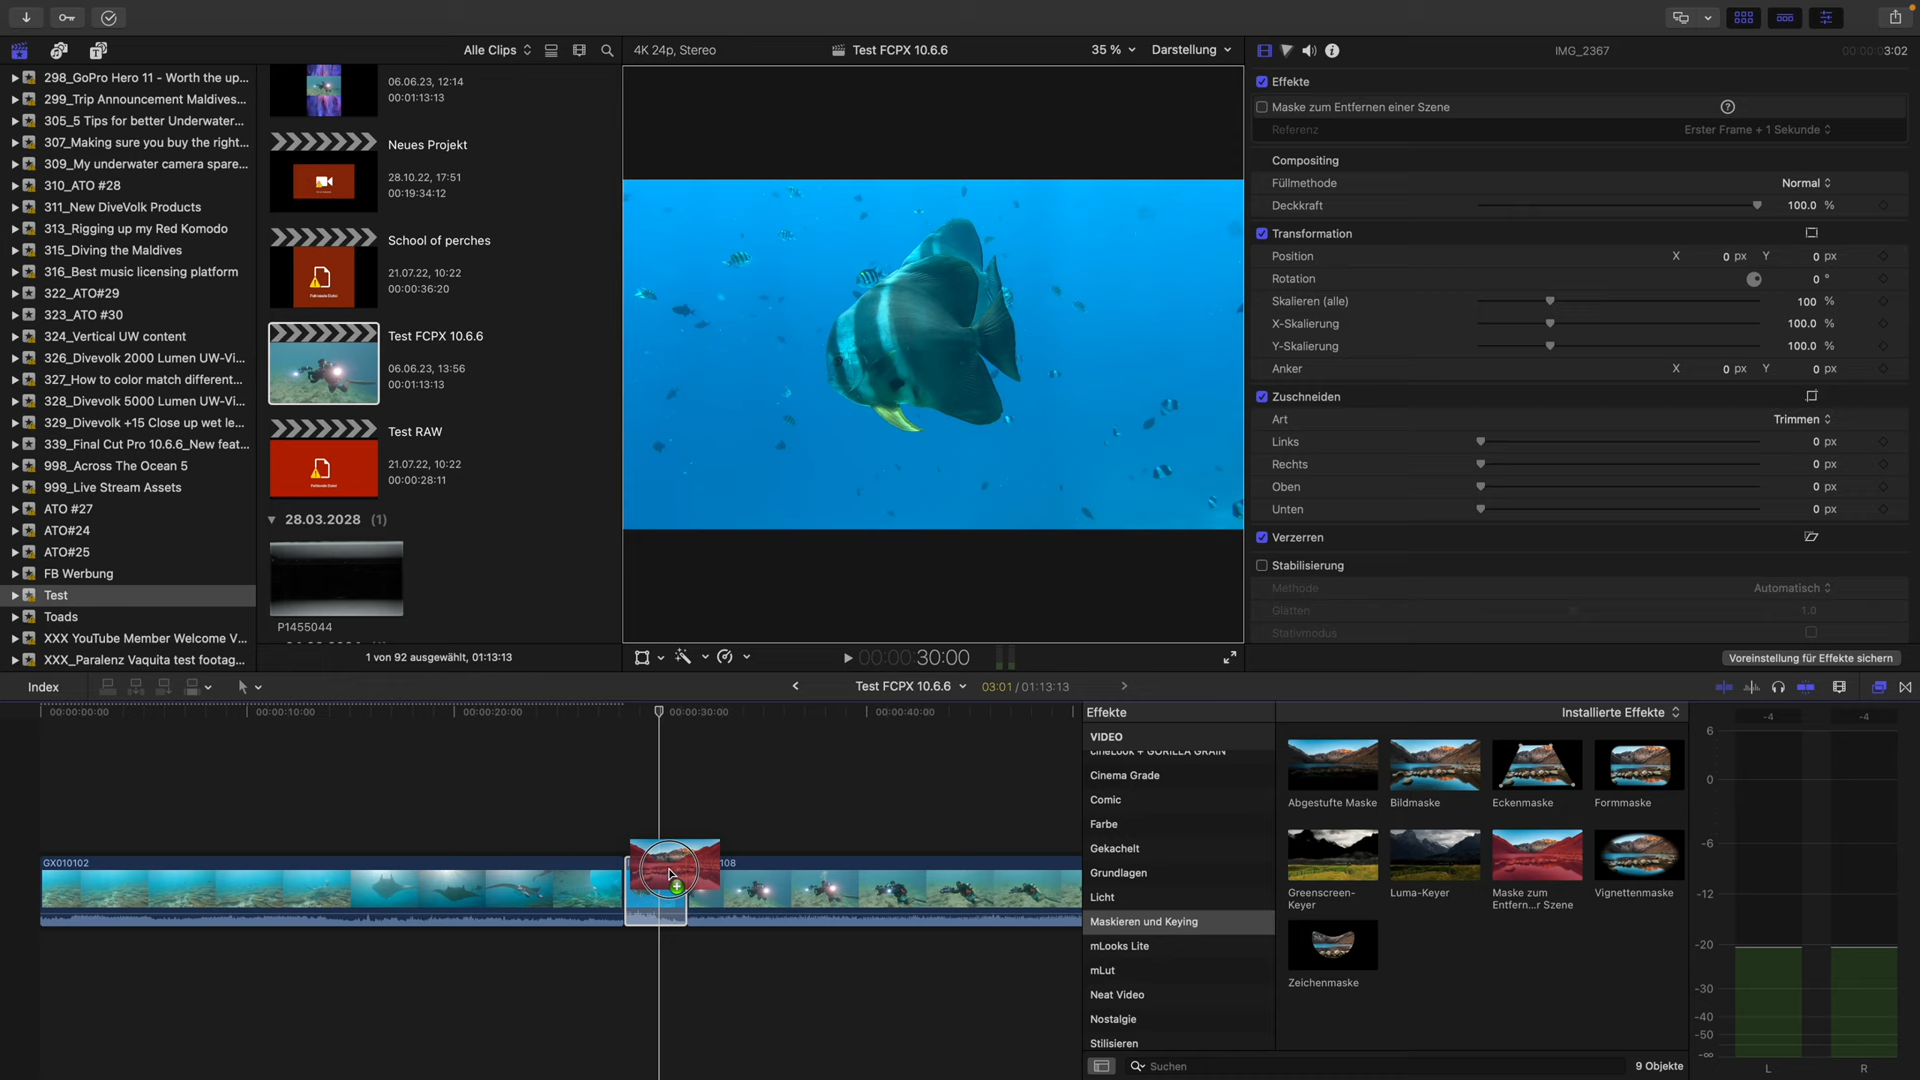 Alle Clips
4K 24p, Stereo
Test FCPX 10.6.6
35 %
Darstellung
IMG_2367
00:00:03:02
298_GoPro Hero 11 - Worth the up...
299_Trip Announcement Maldives...
305_5 Tips for better Underwater...
307_Making sure you buy the right...
309_My underwater camera spare...
310_ATO #28
311_New DiveVolk Products
313_Rigging up my Red Komodo
315_Diving the Maldives
316_Best music licensing platform
322_ATO#29
323_ATO #30
324_Vertical UW content
326_Divevolk 2000 Lumen UW-Vi...
327_How to color match different...
328_Divevolk 5000 Lumen UW-Vi...
329_Divevolk +15 Close up wet le...
339_Final Cut Pro 10.6.6_New feat...
998_Across The Ocean 5
999_Live Stream Assets
ATO #27
ATO#24
ATO#25
FB Werbung
Test
Toads
XXX YouTube Member Welcome V...
XXX_Paralenz Vaquita test footag...
06.06.23, 12:14
00:01:13:13
Neues Projekt
28.10.22, 17:51
00:19:34:12
School of perches
21.07.22, 10:22
00:00:36:20
Test FCPX 10.6.6
06.06.23, 13:56
00:01:13:13
Test RAW
21.07.22, 10:22
00:00:28:11
28.03.2028 (1)
P1455044
1 von 92 ausgewählt, 01:13:13
00:00:30:00
Effekte
Maske zum Entfernen einer Szene
Referenz
Erster Frame + 1 Sekunde
Compositing
Füllmethode
Normal
Deckkraft
100.0 %
Transformation
Position
X 0 px Y 0 px
Rotation
0 °
Skalieren (alle)
100 %
X-Skalierung
100.0 %
Y-Skalierung
100.0 %
Anker
X 0 px Y 0 px
Zuschneiden
Art
Trimmen
Links
0 px
Rechts
0 px
Oben
0 px
Unten
0 px
Verzerren
Stabilisierung
Methode
Automatisch
Glätten
1.0
Stativmodus
Voreinstellung für Effekte sichern
Index
Test FCPX 10.6.6
03:01 / 01:13:13
00:00:00:00
00:00:10:00
00:00:20:00
00:00:30:00
00:00:40:00
GX010102
108
Effekte
VIDEO
CineLook + GORILLA GRAIN
Cinema Grade
Comic
Farbe
Gekachelt
Grundlagen
Licht
Maskieren und Keying
mLooks Lite
mLut
Neat Video
Nostalgie
Stilisieren
Installierte Effekte
Abgestufte Maske
Bildmaske
Eckenmaske
Formmaske
Greenscreen-
Keyer
Luma-Keyer
Maske zum
Entfern...r Szene
Vignettenmaske
Zeichenmaske
Suchen
9 Objekte
-4
-4
6
0
-6
-12
-20
-30
-40
-50
-∞
L
R